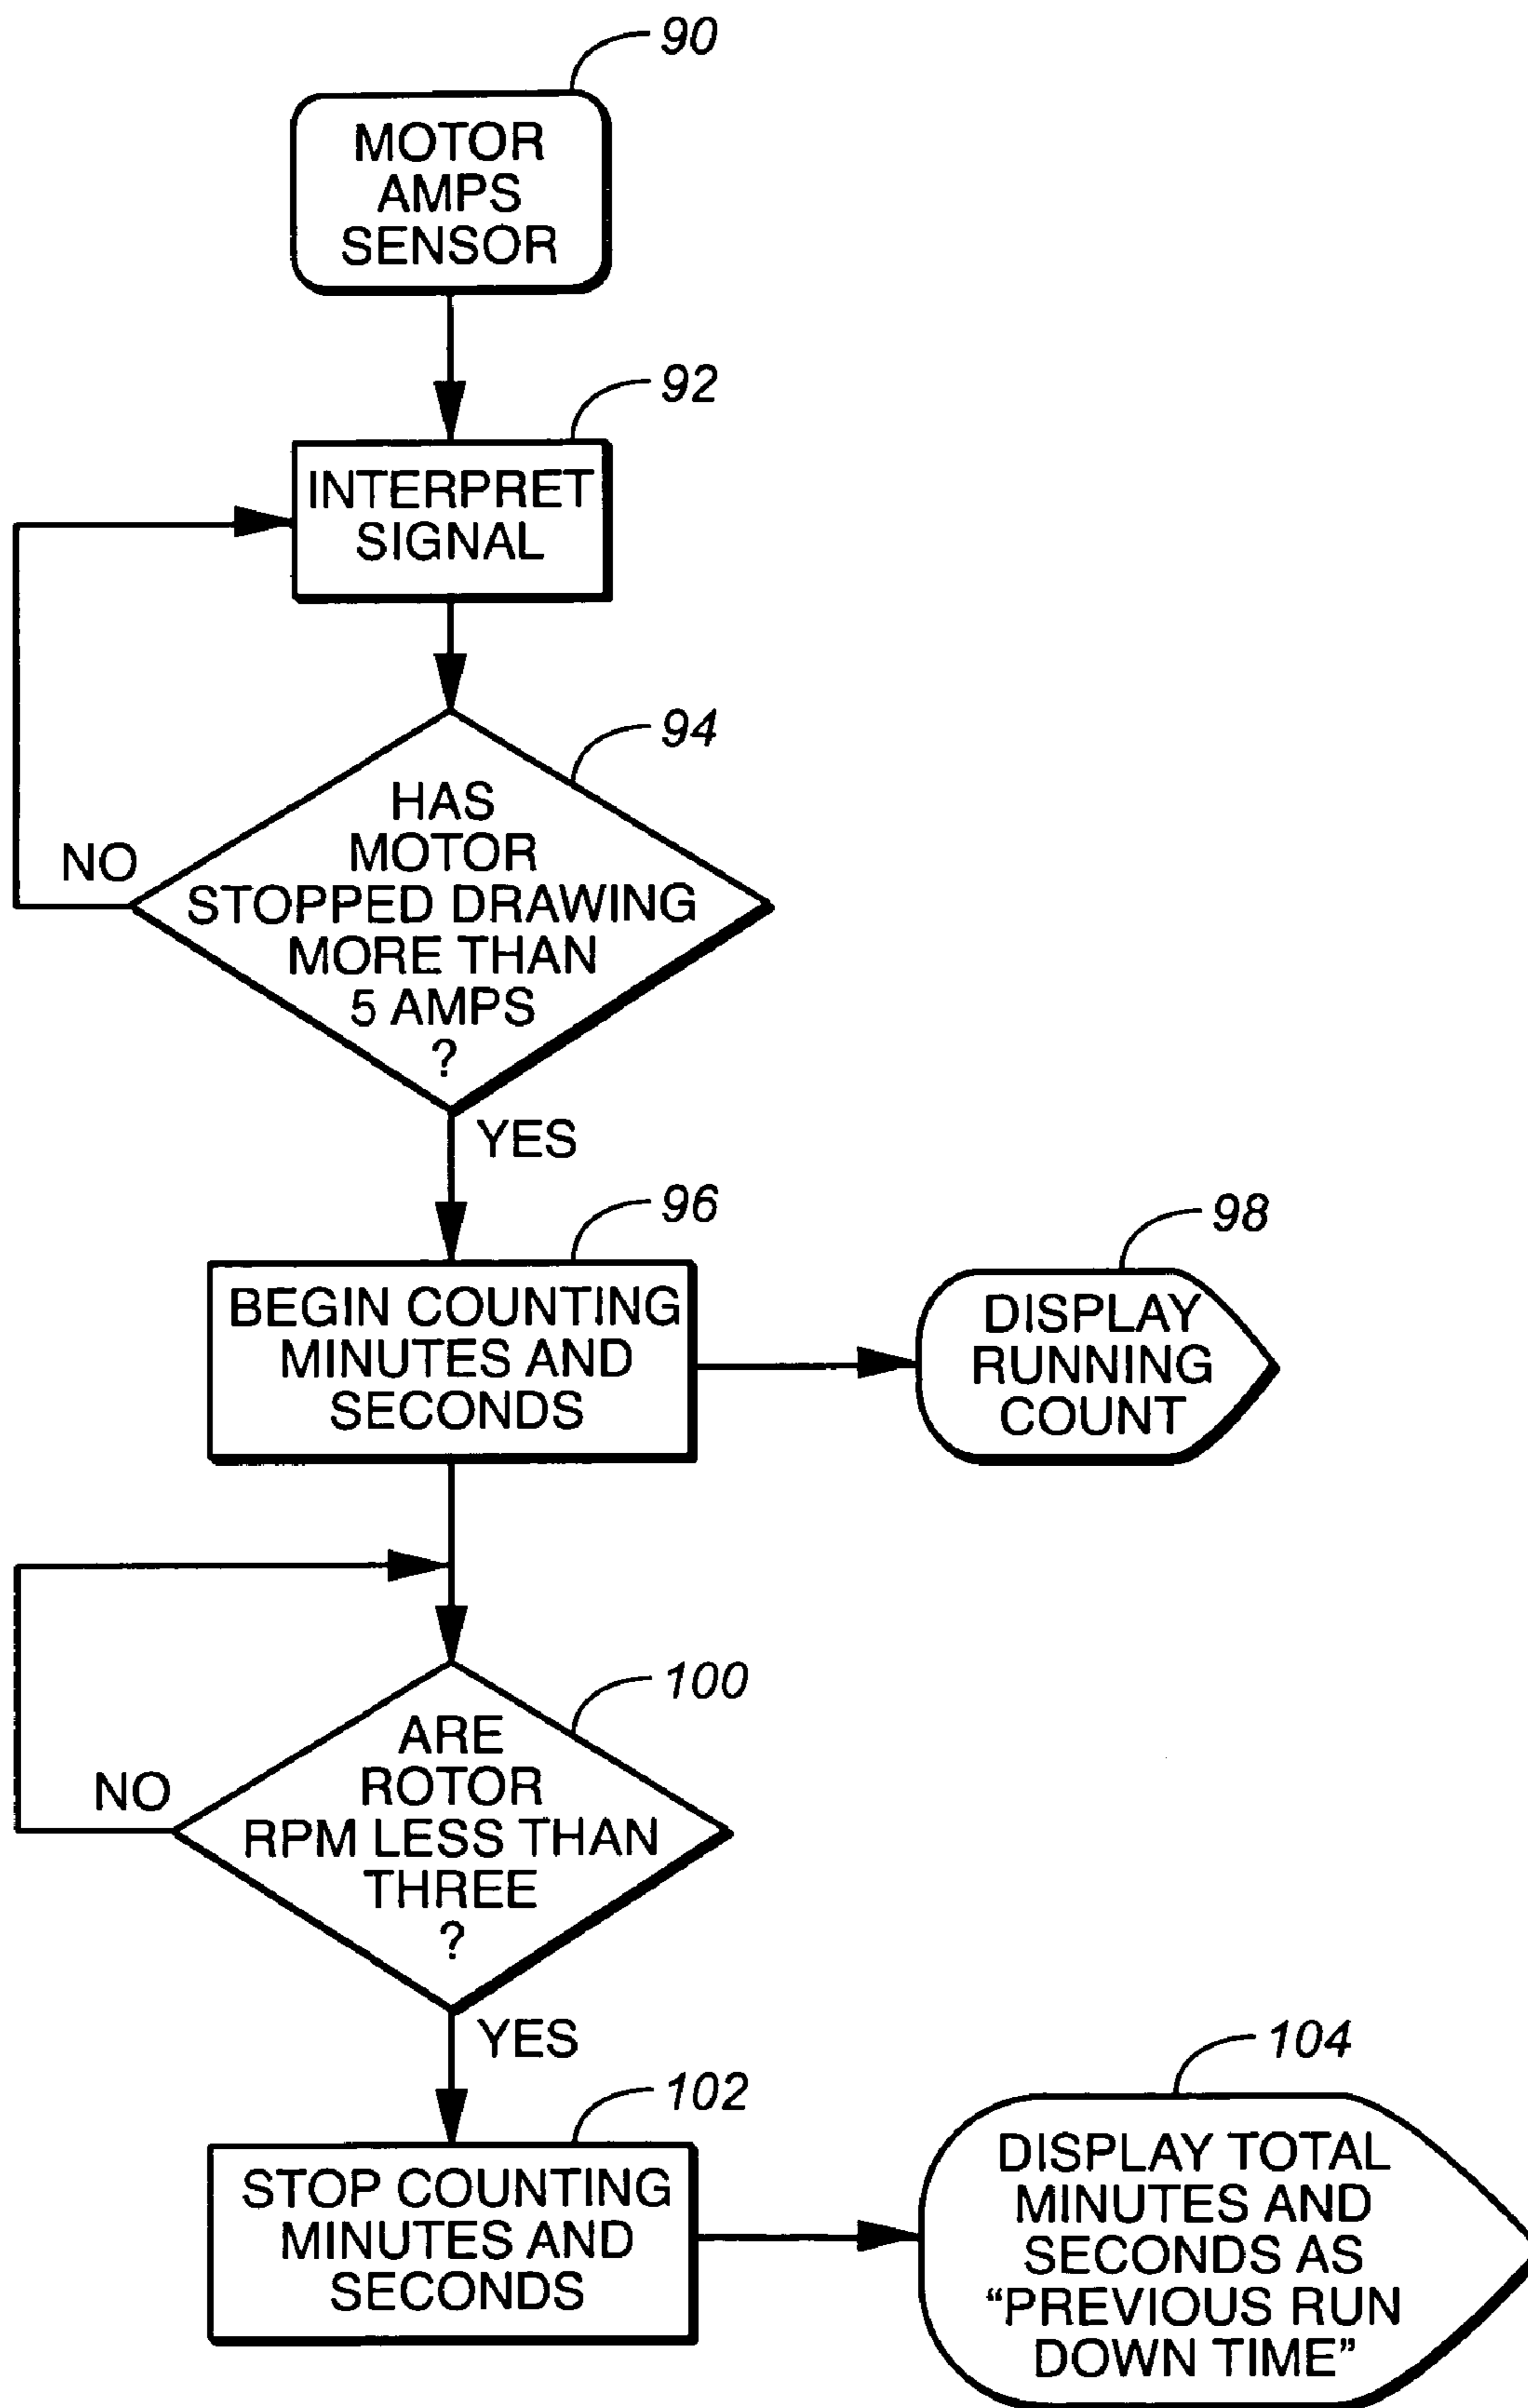 90
MOTOR
AMPS
SENSOR
92
INTERPRET
SIGNAL
94
HAS
MOTOR
STOPPED DRAWING
MORE THAN
5 AMPS
?
NO
YES
96
BEGIN COUNTING
MINUTES AND
SECONDS
98
DISPLAY
RUNNING
COUNT
100
ARE
ROTOR
RPM LESS THAN
THREE
?
NO
YES
102
STOP COUNTING
MINUTES AND
SECONDS
104
DISPLAY TOTAL
MINUTES AND
SECONDS AS
“PREVIOUS RUN
DOWN TIME”